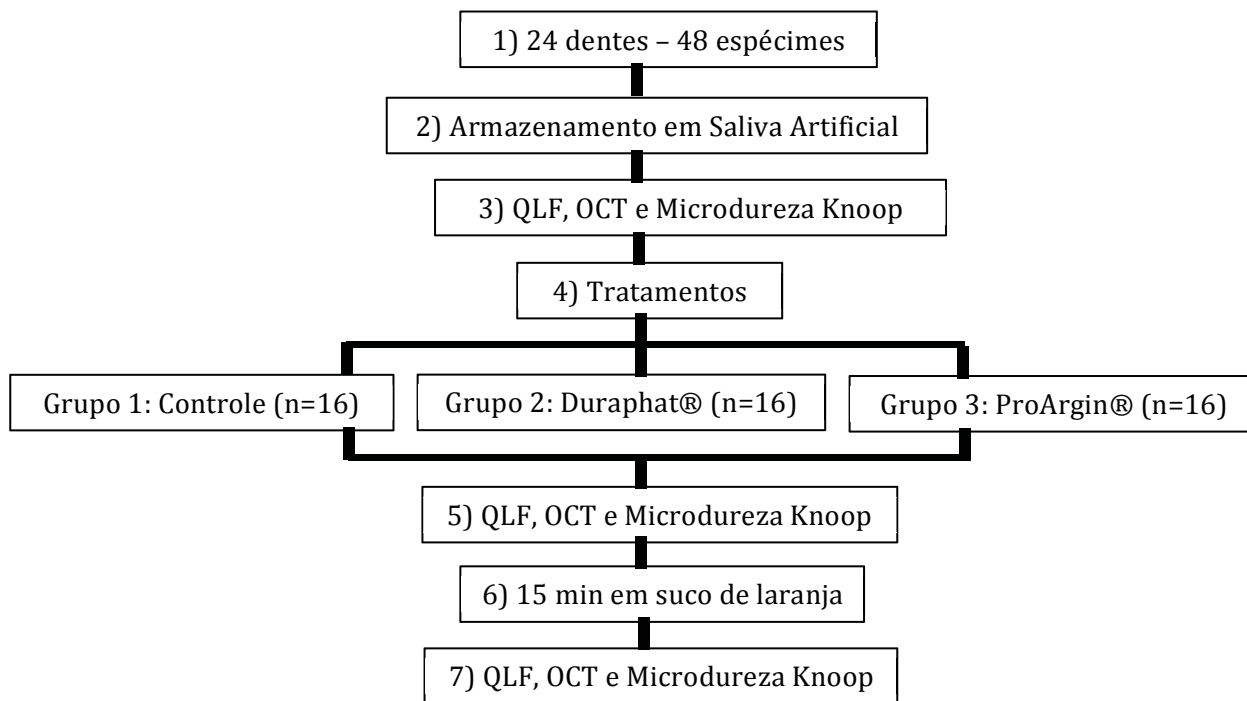 1) 24 dentes – 48 espécimes
2) Armazenamento em Saliva Artificial
3) QLF, OCT e Microdureza Knoop
4) Tratamentos
Grupo 1: Controle (n=16)
Grupo 2: Duraphat® (n=16)
Grupo 3: ProArgin® (n=16)
5) QLF, OCT e Microdureza Knoop
6) 15 min em suco de laranja
7) QLF, OCT e Microdureza Knoop